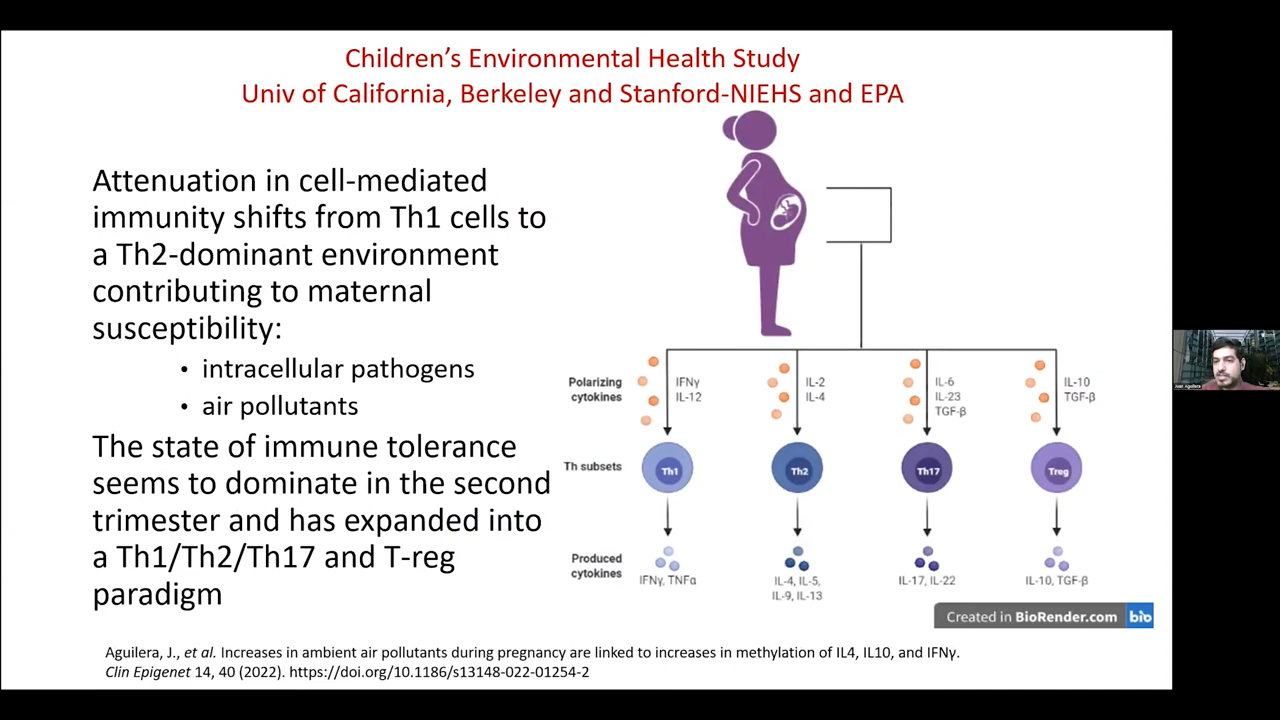 Children’s Environmental Health Study
Univ of California, Berkeley and Stanford-NIEHS and EPA
Attenuation in cell-mediated
immunity shifts from Th1 cells to
a Th2-dominant environment
contributing to maternal
susceptibility:
• intracellular pathogens
• air pollutants
The state of immune tolerance
seems to dominate in the second
trimester and has expanded into
a Th1/Th2/Th17 and T-reg
paradigm
Polarizing
cytokines
IFNγ
IL-12
IL-2
IL-4
IL-6
IL-23
TGF-β
IL-10
TGF-β
Th subsets
Th1
Th2
Th17
Treg
Produced
cytokines
IFNγ, TNFα
IL-4, IL-5,
IL-9, IL-13
IL-17, IL-22
IL-10, TGF-β
Created in BioRender.com bio
Aguilera, J., et al. Increases in ambient air pollutants during pregnancy are linked to increases in methylation of IL4, IL10, and IFNγ.
Clin Epigenet 14, 40 (2022). https://doi.org/10.1186/s13148-022-01254-2
Juan Aguilera